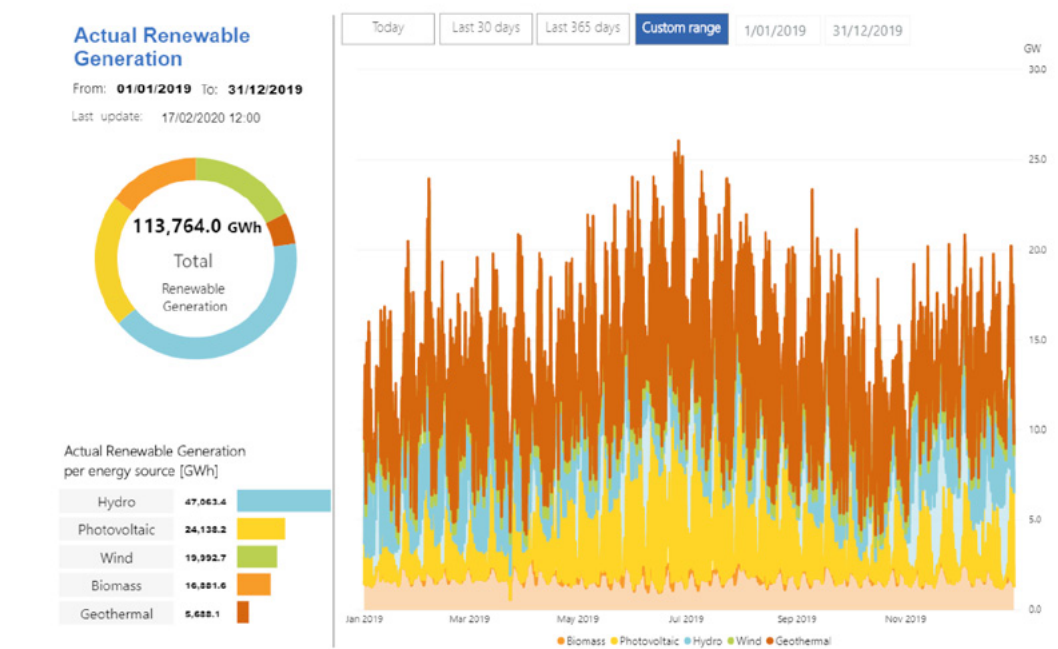 Actual Renewable
Generation
From: 01/01/2019 To: 31/12/2019
Last update: 17/02/2020 12:00
113,764.0 GWh
Total
Renewable
Generation
Actual Renewable Generation
per energy source [GWh]
Hydro 47,063.4
Photovoltaic 24,138.2
Wind 19,992.7
Biomass 16,881.6
Geothermal 5,688.1
Today Last 30 days Last 365 days Custom range 1/01/2019 31/12/2019
GW
30.0
25.0
20.0
15.0
10.0
5.0
0.0
Jan 2019 Mar 2019 May 2019 Jul 2019 Sep 2019 Nov 2019
Biomass Photovoltaic Hydro Wind Geothermal